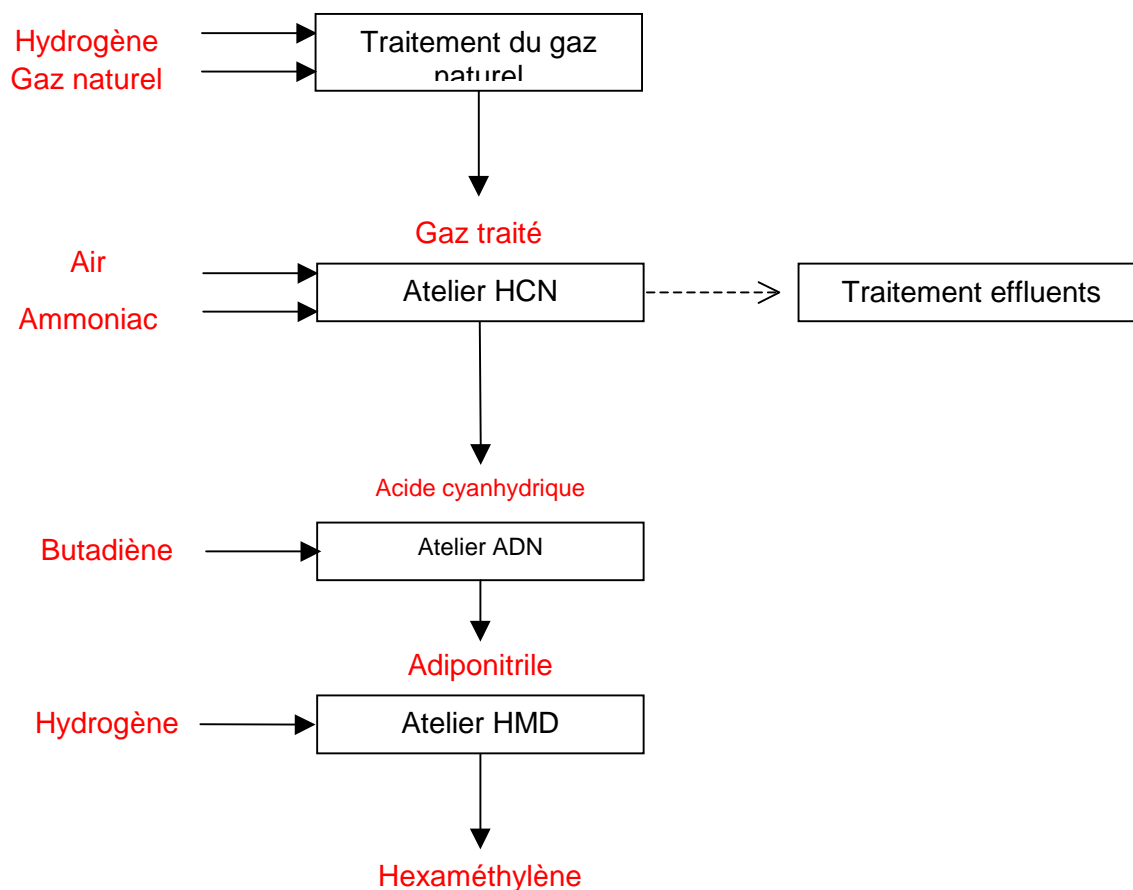 Hydrogène
Gaz naturel
Traitement du gaz
naturel
Gaz traité
Air
Ammoniac
Atelier HCN
Traitement effluents
Acide cyanhydrique
Butadiène
Atelier ADN
Adiponitrile
Hydrogène
Atelier HMD
Hexaméthylène